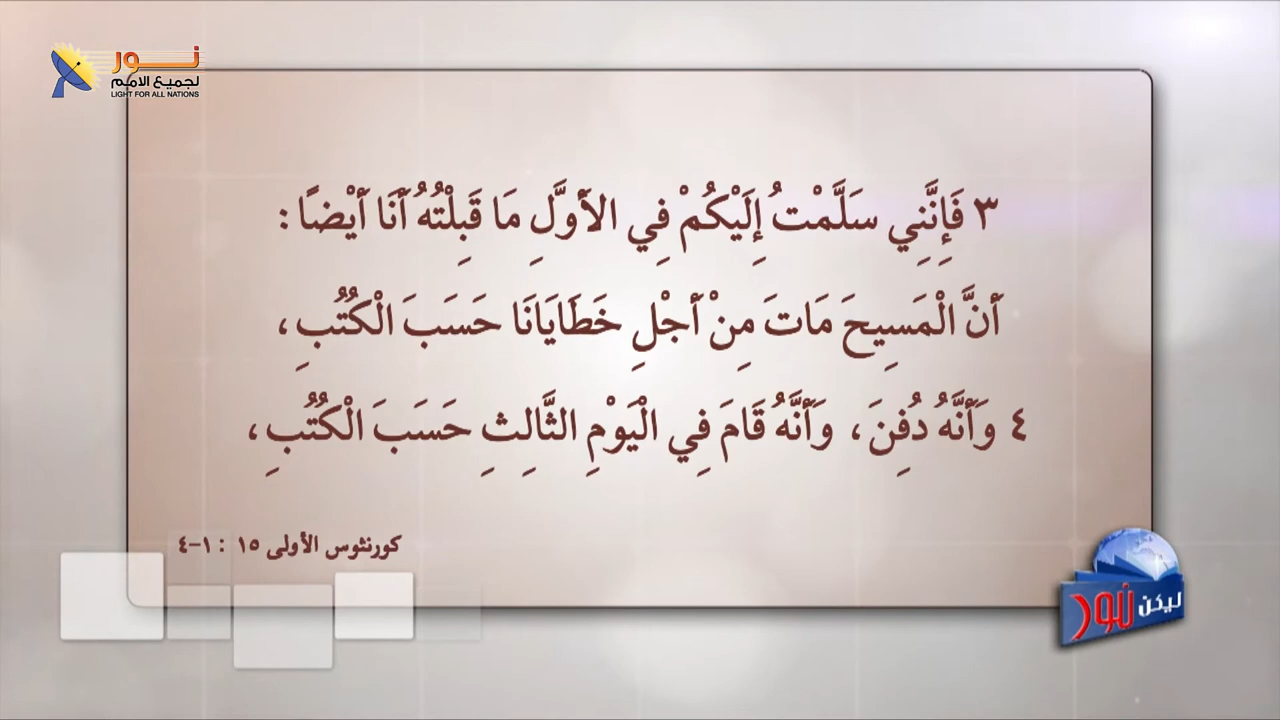 نور
لجميع الامم
LIGHT FOR ALL NATIONS
٣ فَإِنَّنِي سَلَّمْتُ إِلَيْكُمْ فِي الأَوَّلِ مَا قَبِلْتُهُ أَنَا أَيْضًا :
أَنَّ الْمَسِيحَ مَاتَ مِنْ أَجْلِ خَطَايَانَا حَسَبَ الْكُتُبِ ،
٤ وَأَنَّهُ دُفِنَ ، وَأَنَّهُ قَامَ فِي الْيَوْمِ الثَّالِثِ حَسَبَ الْكُتُبِ ،
كورنثوس الأولى ١٥ : ١-٤
ليكن نور